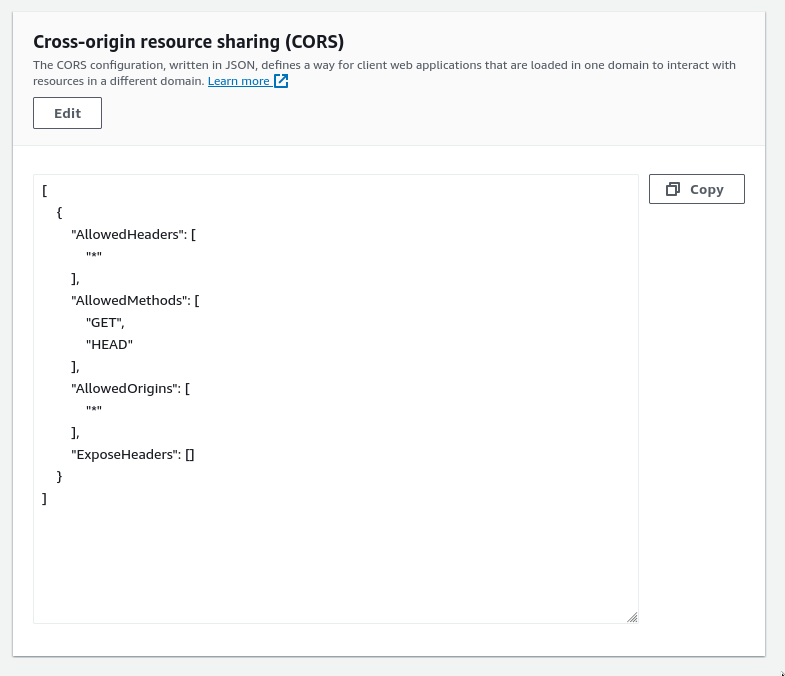 Cross-origin resource sharing (CORS)
The CORS configuration, written in JSON, defines a way for client web applications that are loaded in one domain to interact with
resources in a different domain. Learn more
Edit
Copy
[
    {
        "AllowedHeaders": [
            "*"
        ],
        "AllowedMethods": [
            "GET",
            "HEAD"
        ],
        "AllowedOrigins": [
            "*"
        ],
        "ExposeHeaders": []
    }
]